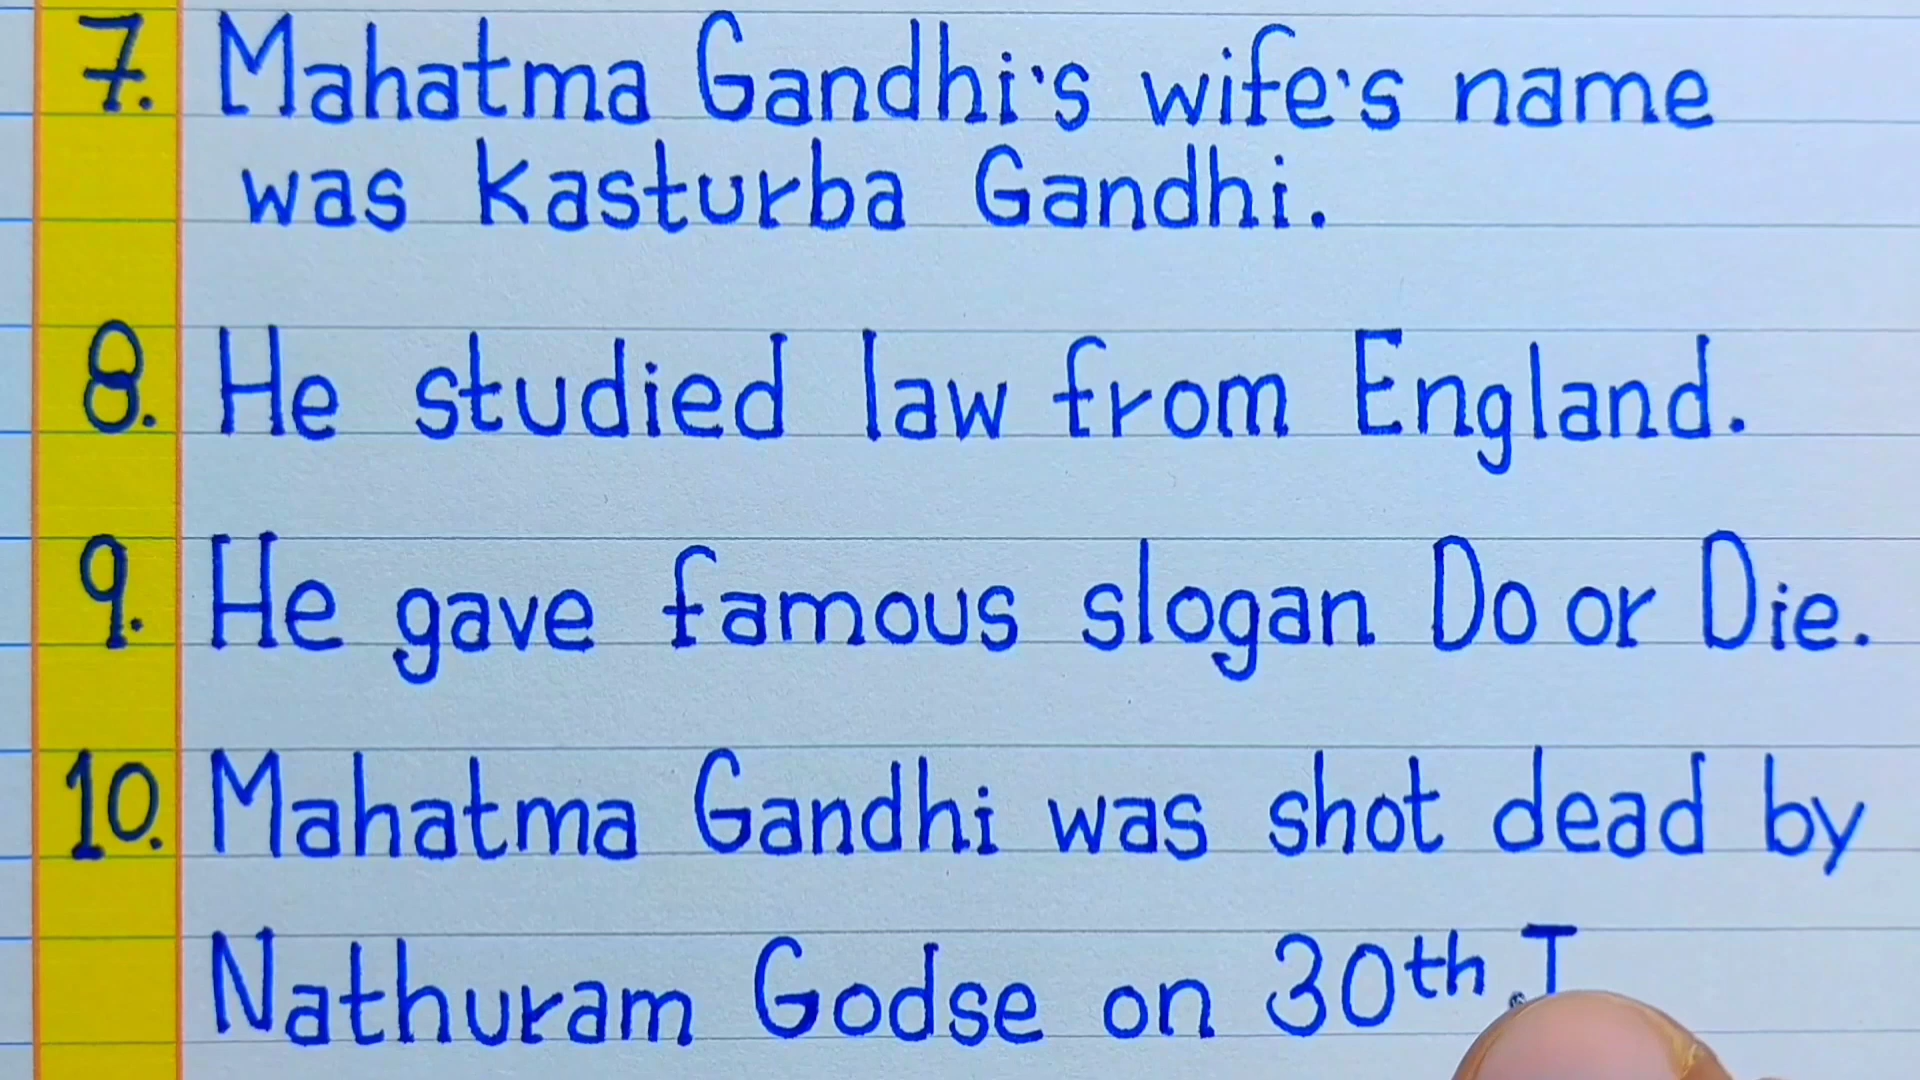 7. Mahatma Gandhi's wife's name
was Kasturba Gandhi.
8. He studied law from England.
9. He gave famous slogan Do or Die.
10. Mahatma Gandhi was shot dead by
Nathuram Godse on 30th